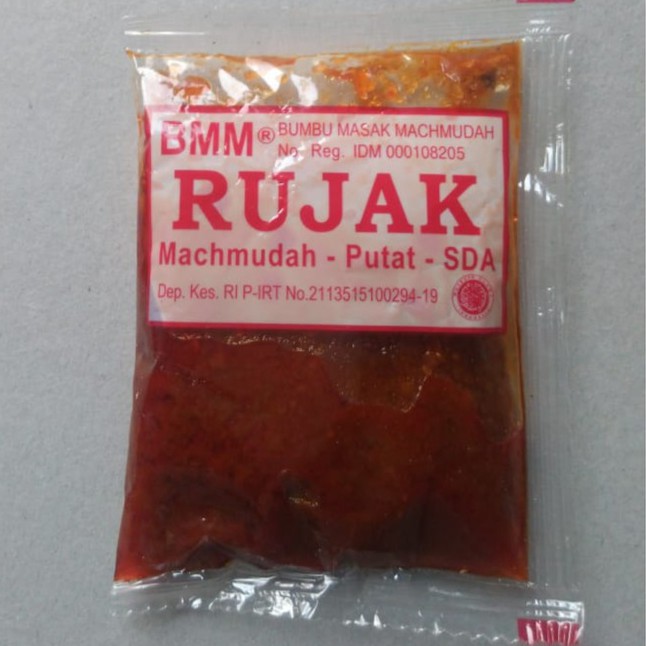 BMM® BUMBU MASAK MACHMUDAH
No. Reg. IDM 000108205
RUJAK
Machmudah - Putat - SDA
Dep. Kes. RI P-IRT No.2113515100294-19